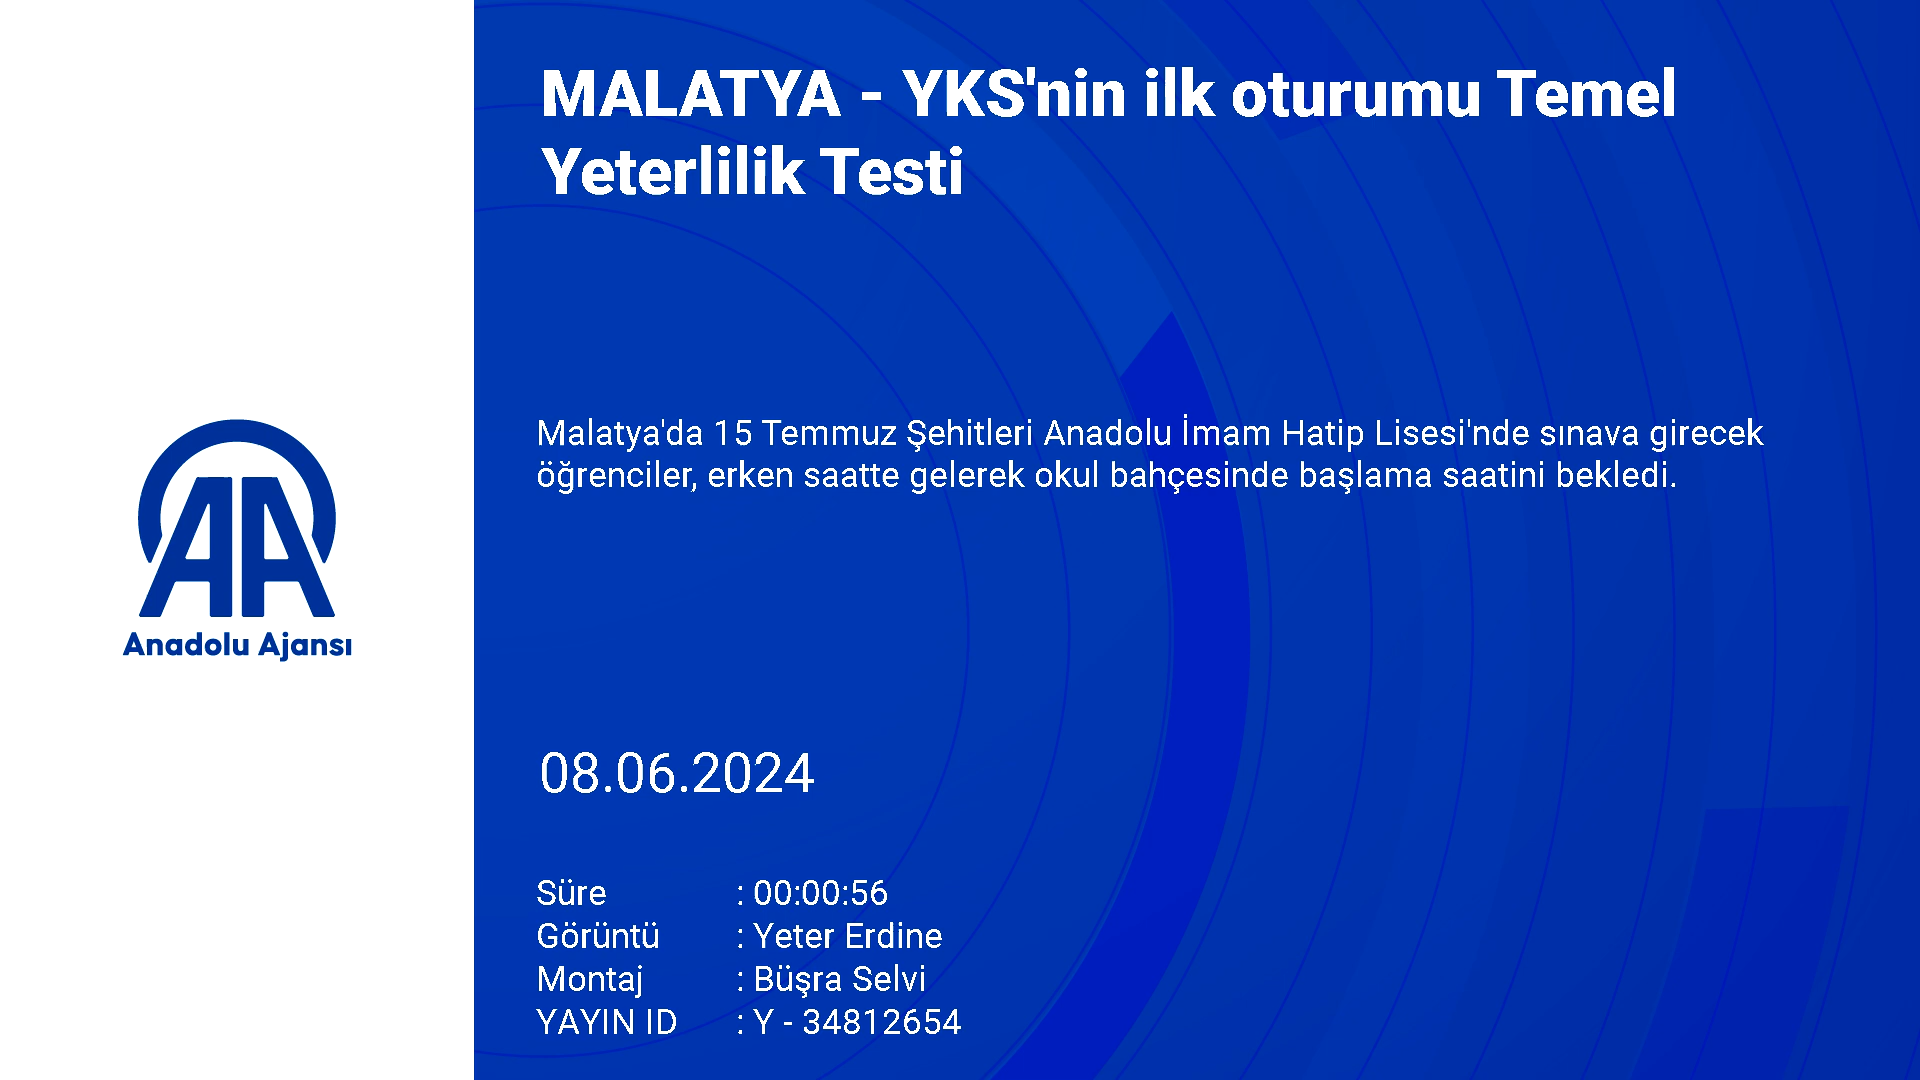 MALATYA - YKS'nin ilk oturumu Temel
Yeterlilik Testi
Malatya'da 15 Temmuz Şehitleri Anadolu İmam Hatip Lisesi'nde sınava girecek
öğrenciler, erken saatte gelerek okul bahçesinde başlama saatini bekledi.
AA
Anadolu Ajansı
08.06.2024
Süre : 00:00:56
Görüntü : Yeter Erdine
Montaj : Büşra Selvi
YAYIN ID : Y - 34812654